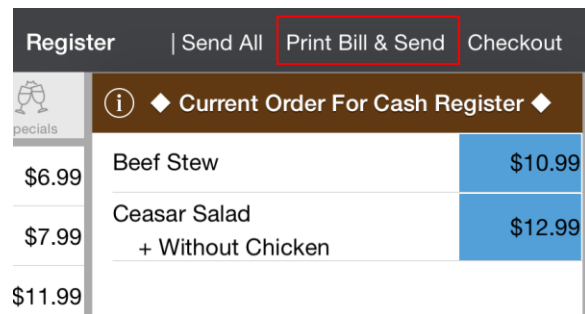 Register | Send All Print Bill & Send Checkout
pecials
i ◆ Current Order For Cash Register ◆
$6.99
Beef Stew $10.99
$7.99
Ceasar Salad $12.99
+ Without Chicken
$11.99